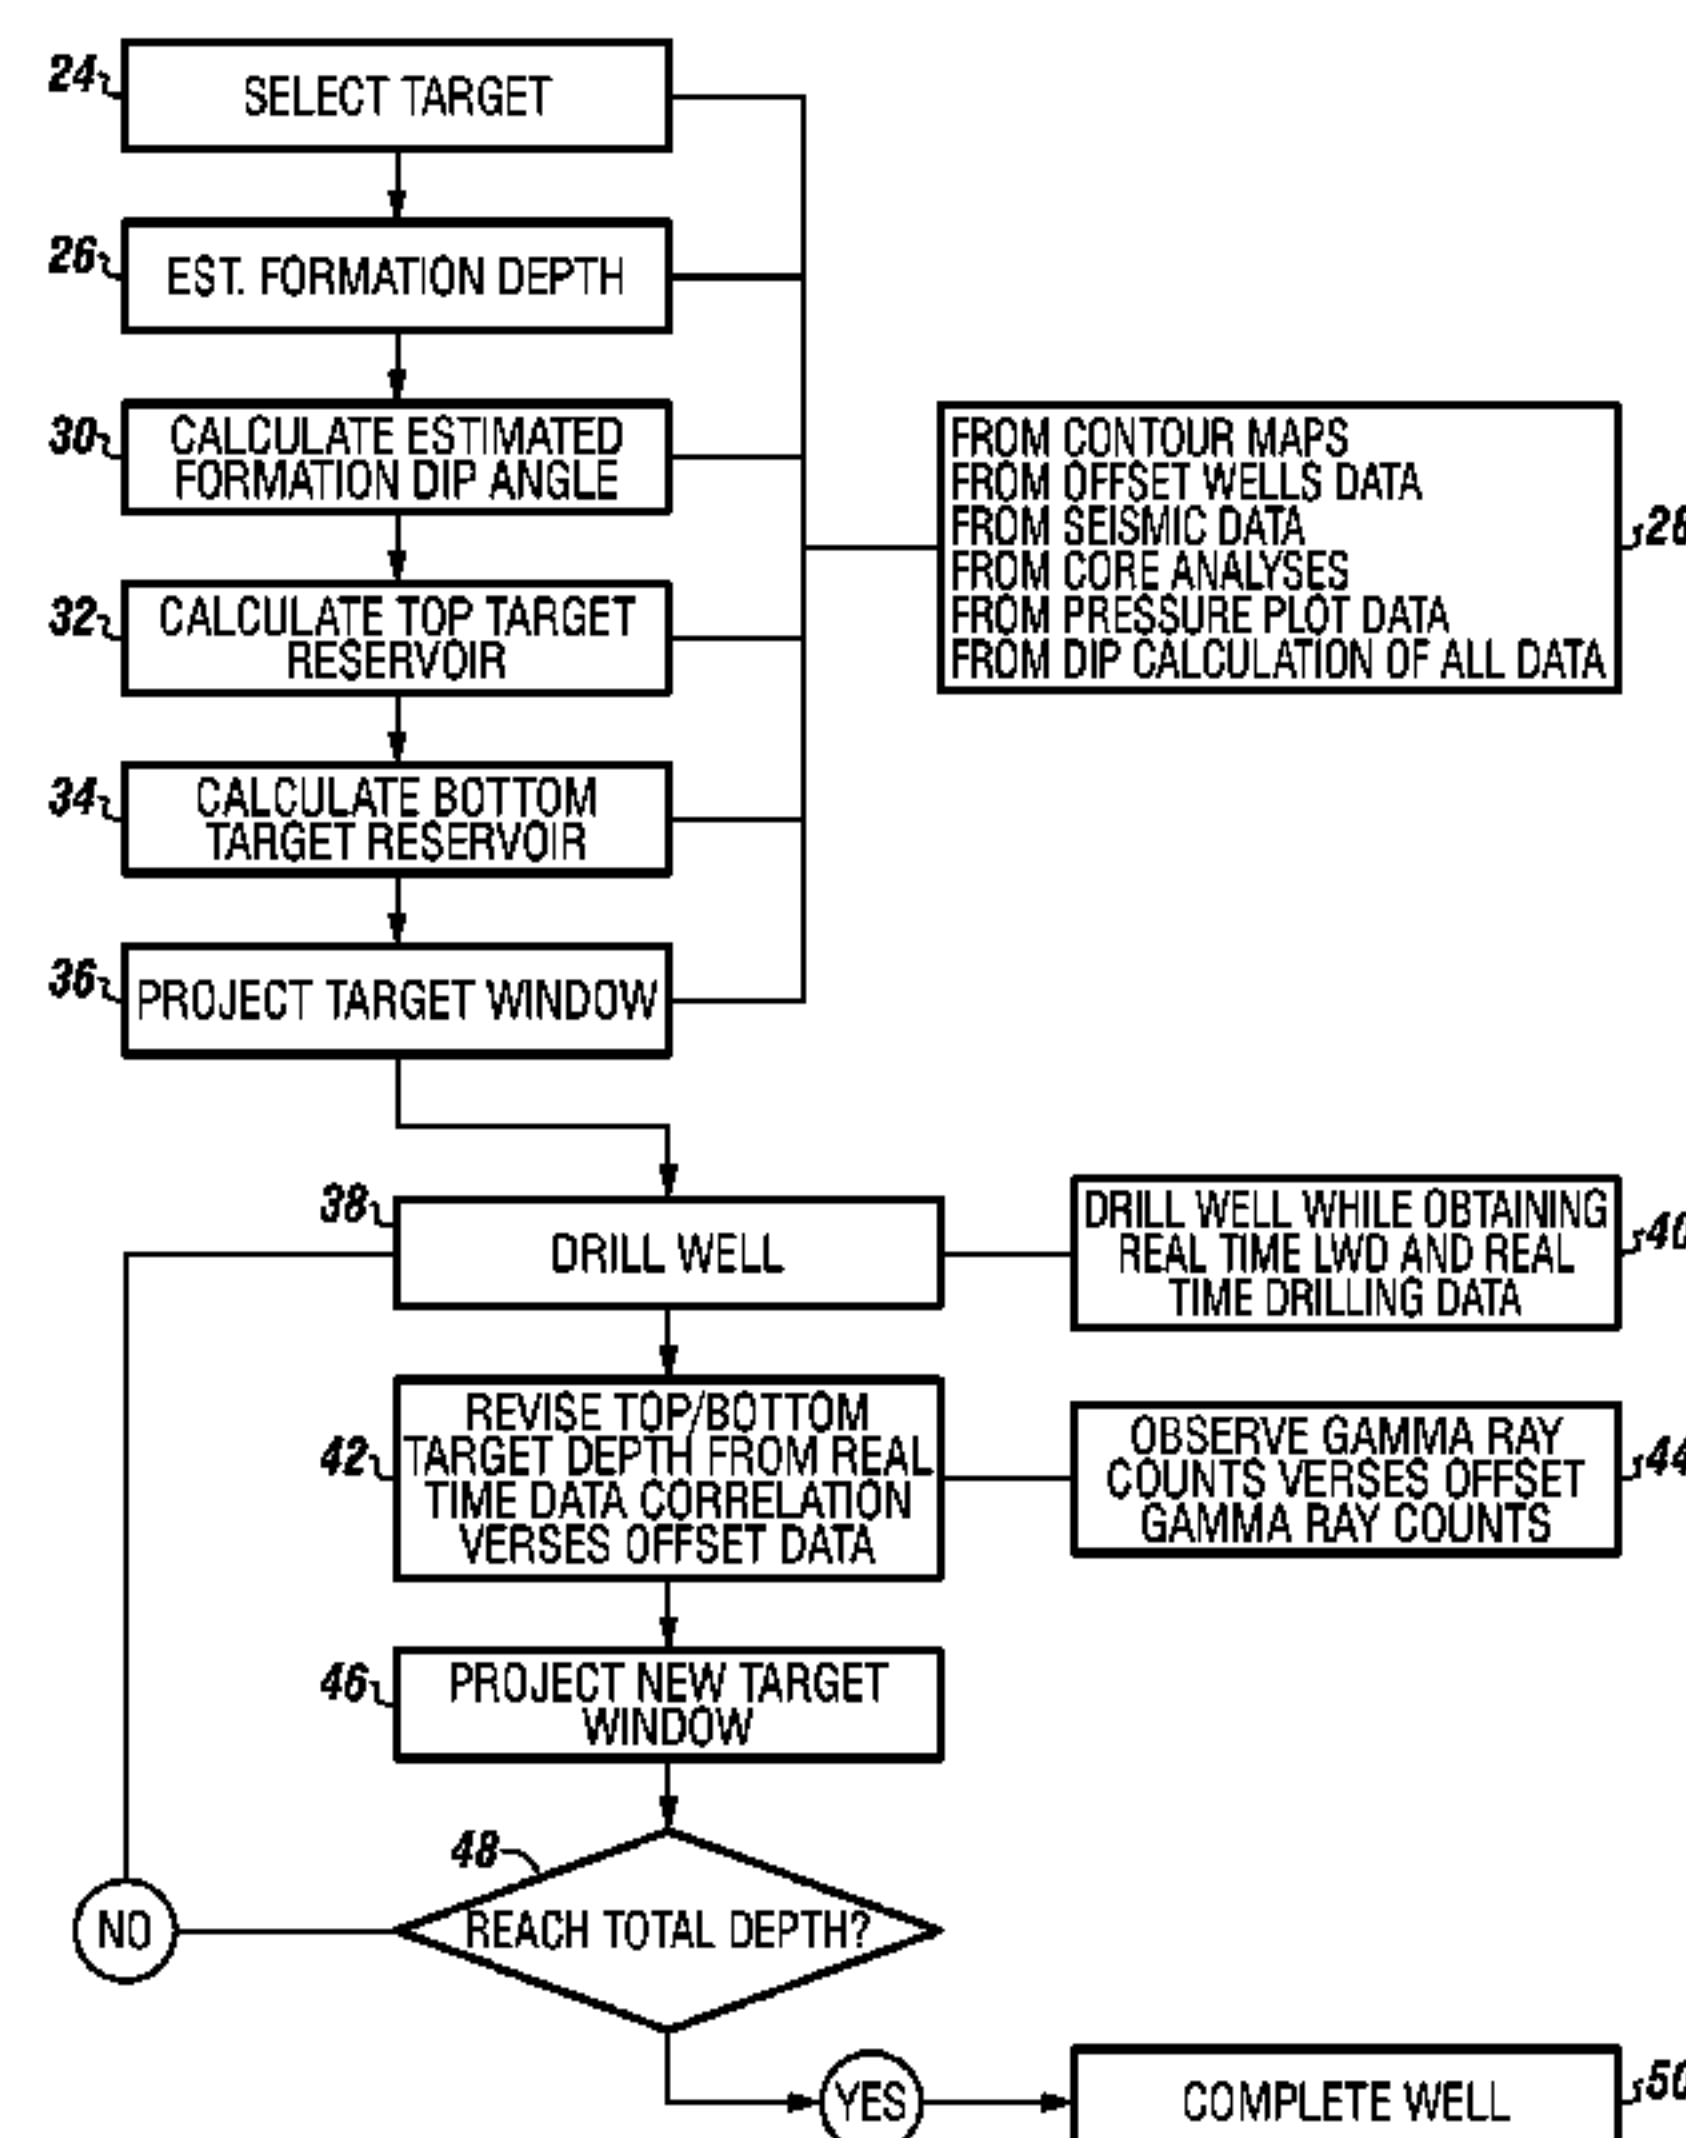 24
SELECT TARGET
26
EST. FORMATION DEPTH
30
CALCULATE ESTIMATED
FORMATION DIP ANGLE
FROM CONTOUR MAPS
FROM OFFSET WELLS DATA
FROM SEISMIC DATA
FROM CORE ANALYSES
FROM PRESSURE PLOT DATA
FROM DIP CALCULATION OF ALL DATA
28
32
CALCULATE TOP TARGET
RESERVOIR
34
CALCULATE BOTTOM
TARGET RESERVOIR
36
PROJECT TARGET WINDOW
38
DRILL WELL
DRILL WELL WHILE OBTAINING
REAL TIME LWD AND REAL
TIME DRILLING DATA
40
42
REVISE TOP/BOTTOM
TARGET DEPTH FROM REAL
TIME DATA CORRELATION
VERSES OFFSET DATA
OBSERVE GAMMA RAY
COUNTS VERSES OFFSET
GAMMA RAY COUNTS
44
46
PROJECT NEW TARGET
WINDOW
48
REACH TOTAL DEPTH?
NO
YES
COMPLETE WELL
50